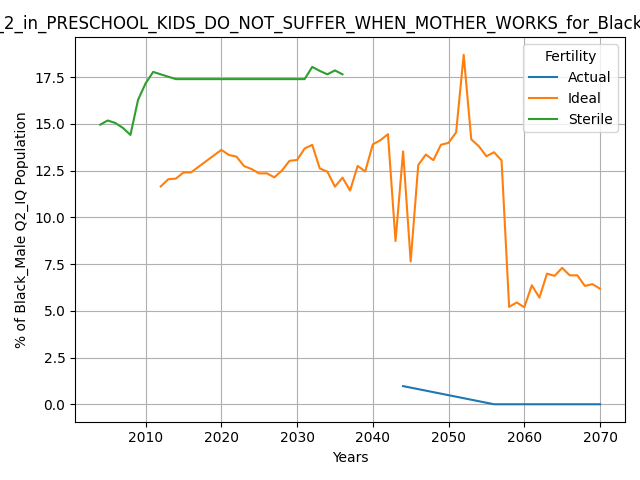 _2_in_PRESCHOOL_KIDS_DO_NOT_SUFFER_WHEN_MOTHER_WORKS_for_Black
Fertility
Actual
Ideal
Sterile
% of Black_Male Q2_IQ Population
17.5
15.0
12.5
10.0
7.5
5.0
2.5
0.0
2010 2020 2030 2040 2050 2060 2070
Years